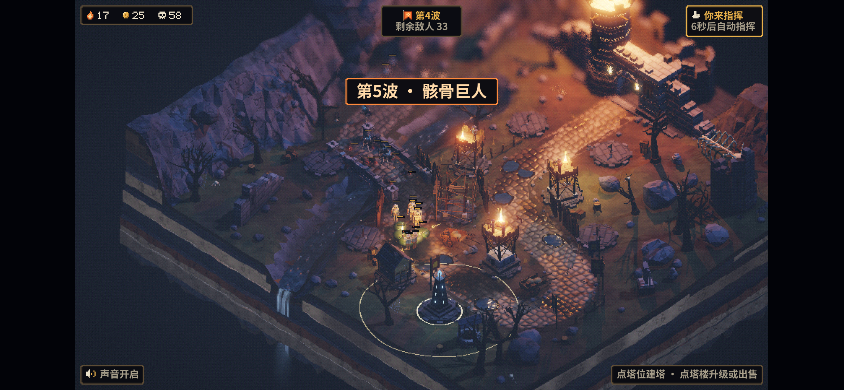 17 25 58
第4波
剩余敌人 33
你来指挥
6秒后自动指挥
第5波 · 骸骨巨人
声音开启
点塔位建塔 · 点塔楼升级或出售